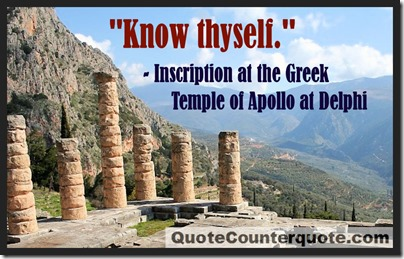 "Know thyself."
- Inscription at the Greek
Temple of Apollo at Delphi
QuoteCounterquote.com